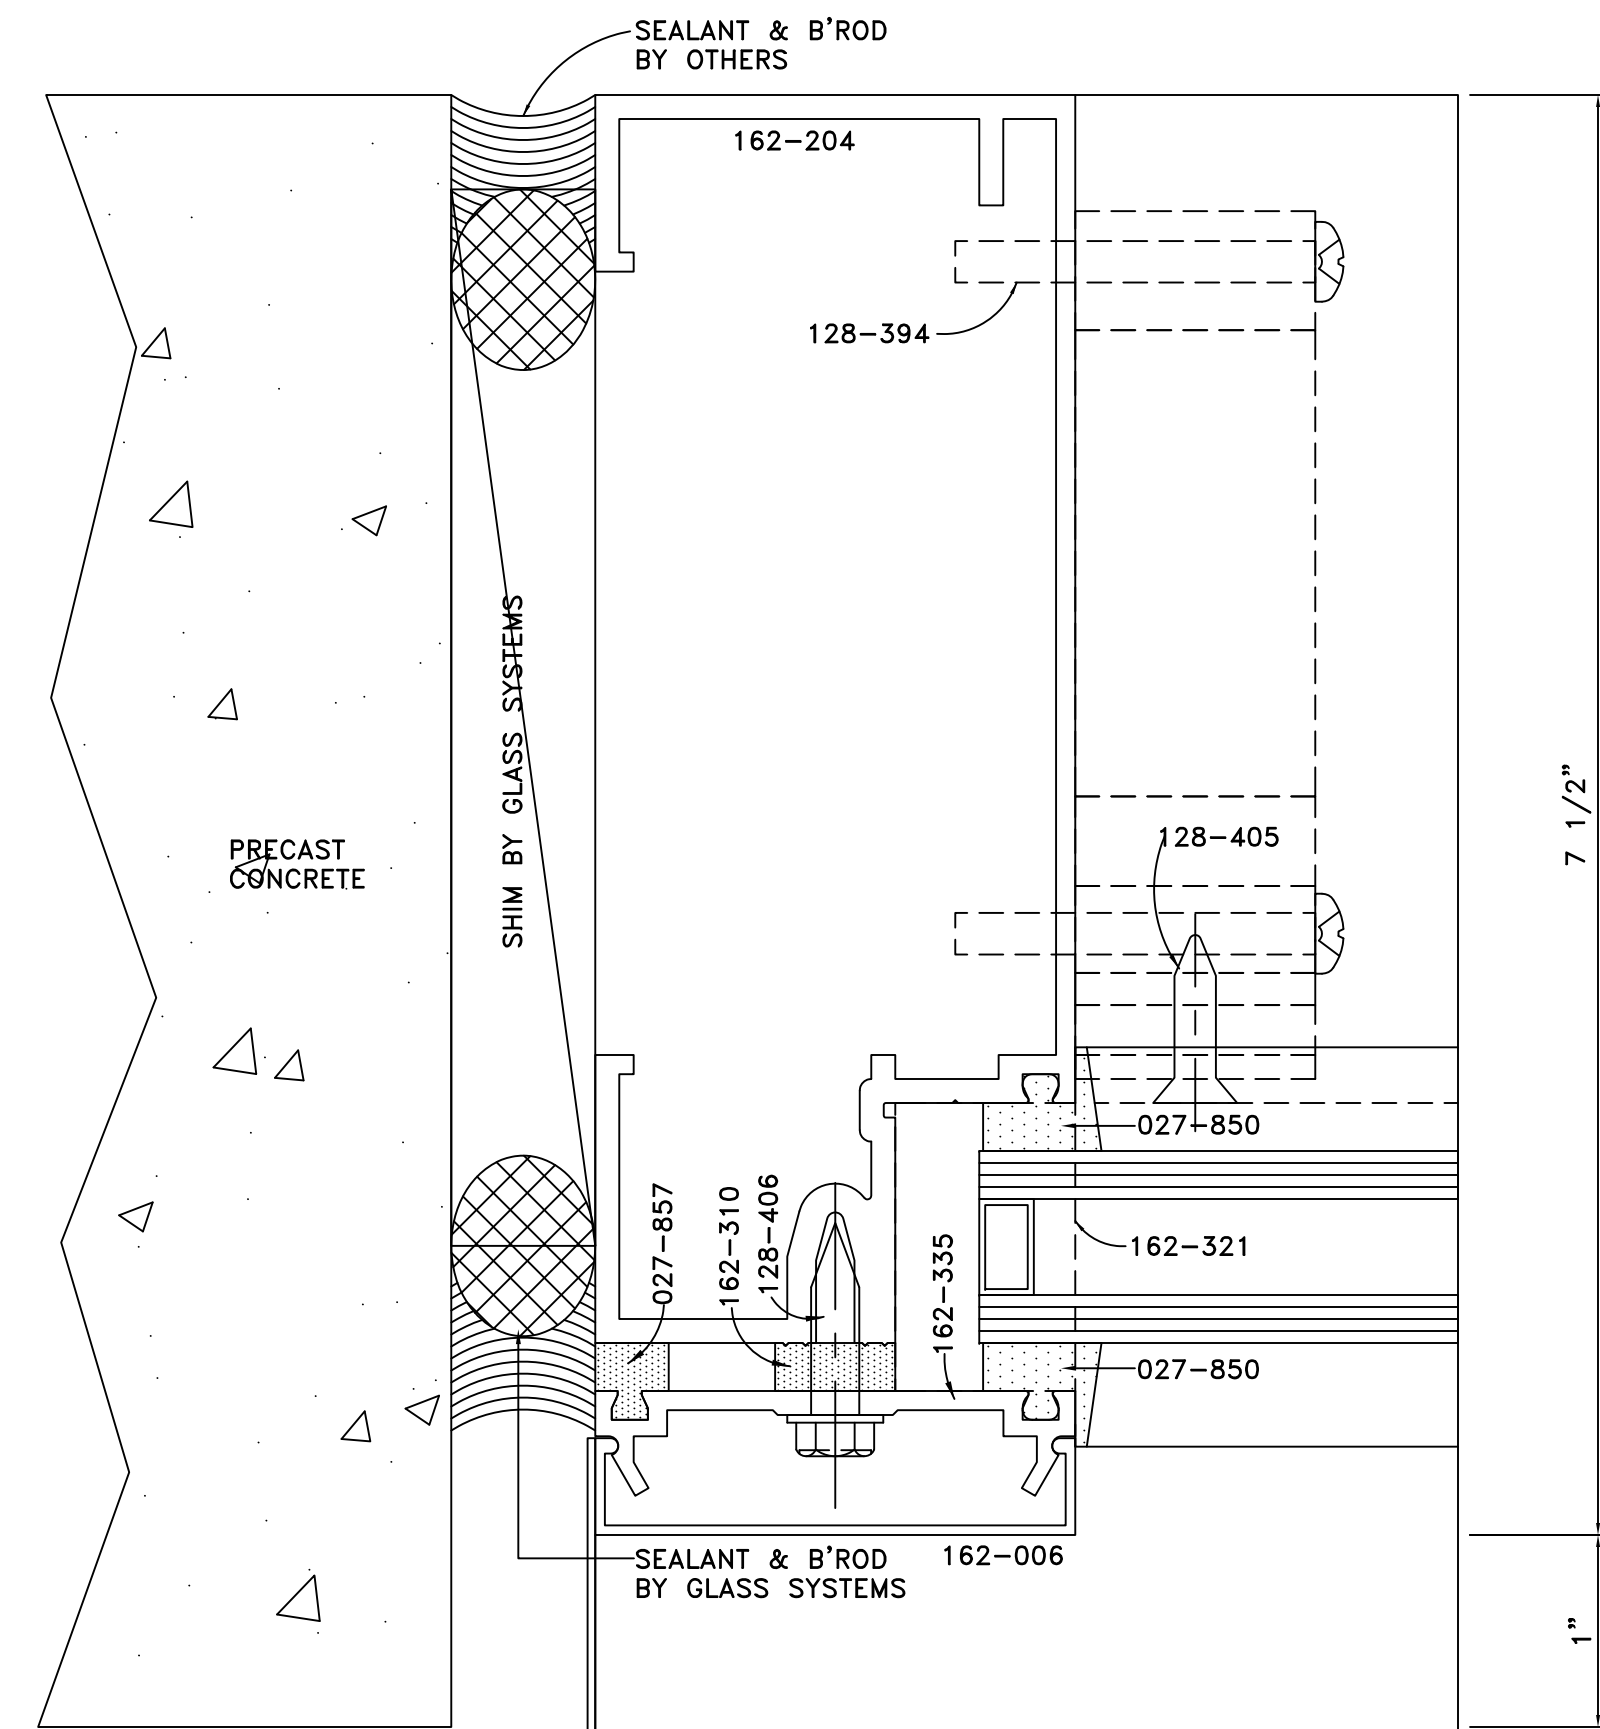 SEALANT & B'ROD
BY OTHERS
162-204
128-394
SHIM BY GLASS SYSTEMS
7 1/2"
128-405
PRECAST
CONCRETE
027-850
027-857
162-310
128-406
162-335
162-321
027-850
SEALANT & B'ROD
BY GLASS SYSTEMS
162-006
1"